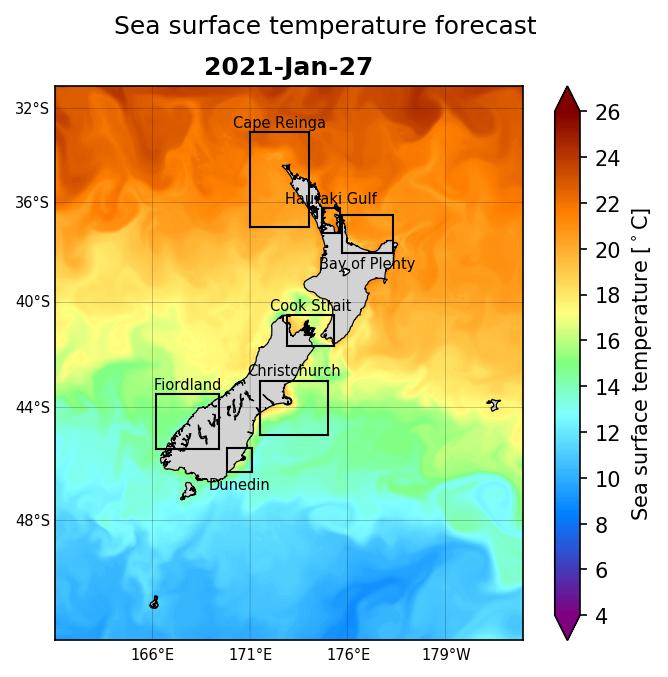 Sea surface temperature forecast
2021-Jan-27
32°S
36°S
40°S
44°S
48°S
166°E
171°E
176°E
179°W
Cape Reinga
Hauraki Gulf
Bay of Plenty
Cook Strait
Christchurch
Fiordland
Dunedin
26
24
22
20
18
16
14
12
10
8
6
4
Sea surface temperature [°C]